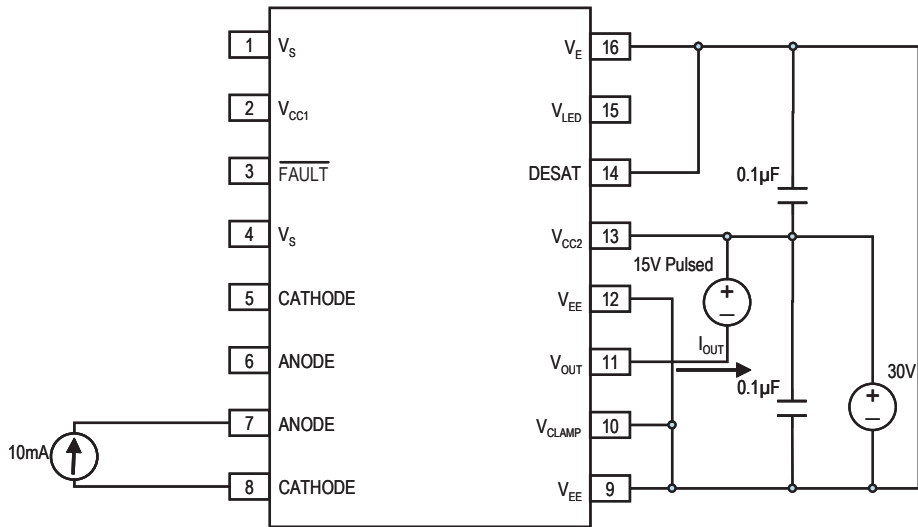 1 V_S
2 V_CC1
3 FAULT
4 V_S
5 CATHODE
6 ANODE
7 ANODE
8 CATHODE
10mA
V_E 16
V_LED 15
DESAT 14
V_CC2 13
V_EE 12
V_OUT 11
V_CLAMP 10
V_EE 9
0.1µF
15V Pulsed
+
–
I_OUT
0.1µF
30V
+
–